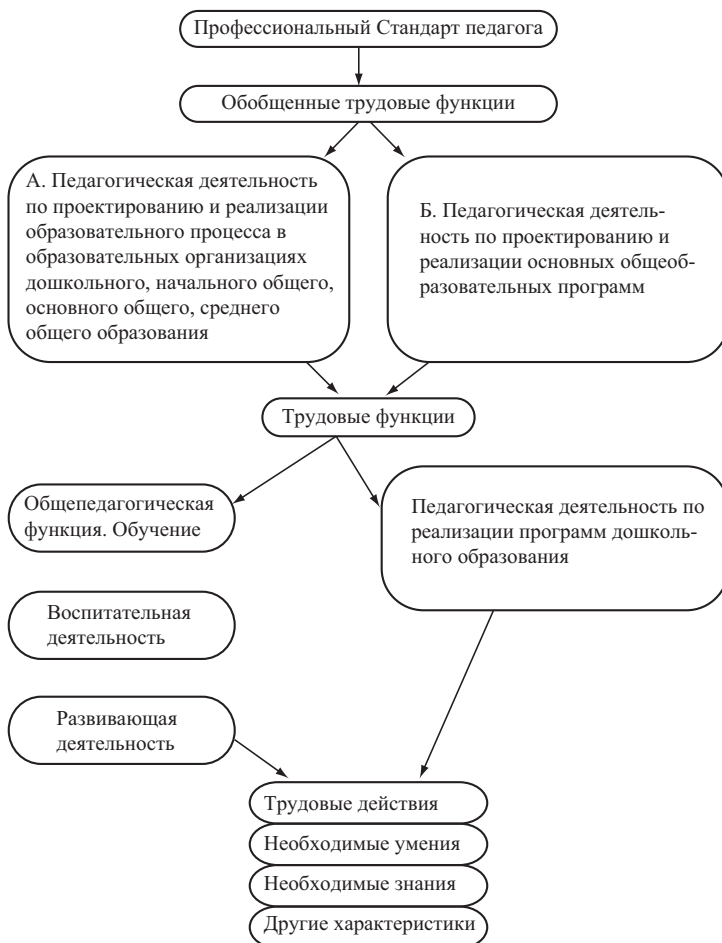 Профессиональный Стандарт педагога
Обобщенные трудовые функции
А. Педагогическая деятельность
по проектированию и реализации
образовательного процесса в
образовательных организациях
дошкольного, начального общего,
основного общего, среднего
общего образования
Б. Педагогическая деятель-
ность по проектированию и
реализации основных общеоб-
разовательных программ
Трудовые функции
Общепедагогическая
функция. Обучение
Педагогическая деятельность по
реализации программ дошколь-
ного образования
Воспитательная
деятельность
Развивающая
деятельность
Трудовые действия
Необходимые умения
Необходимые знания
Другие характеристики